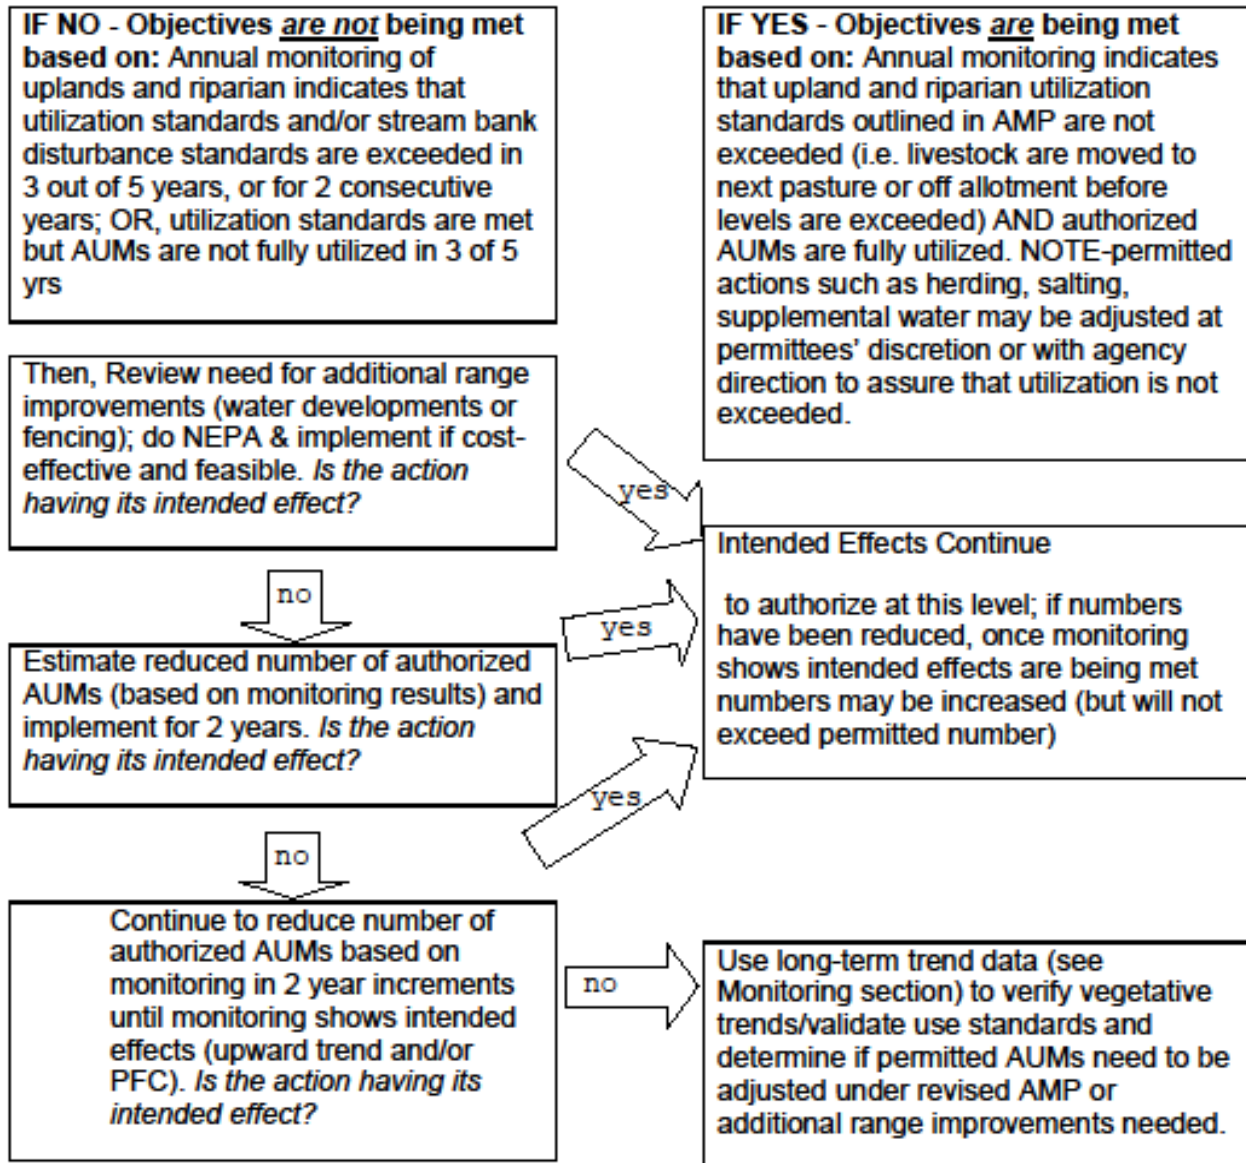 IF NO - Objectives are not being met
based on: Annual monitoring of
uplands and riparian indicates that
utilization standards and/or stream bank
disturbance standards are exceeded in
3 out of 5 years, or for 2 consecutive
years; OR, utilization standards are met
but AUMs are not fully utilized in 3 of 5
yrs
IF YES - Objectives are being met
based on: Annual monitoring indicates
that upland and riparian utilization
standards outlined in AMP are not
exceeded (i.e. livestock are moved to
next pasture or off allotment before
levels are exceeded) AND authorized
AUMs are fully utilized. NOTE-permitted
actions such as herding, salting,
supplemental water may be adjusted at
permittees' discretion or with agency
direction to assure that utilization is not
exceeded.
Then, Review need for additional range
improvements (water developments or
fencing); do NEPA & implement if cost-
effective and feasible. Is the action
having its intended effect?
yes
no
Intended Effects Continue
to authorize at this level; if numbers
have been reduced, once monitoring
shows intended effects are being met
numbers may be increased (but will not
exceed permitted number)
yes
Estimate reduced number of authorized
AUMs (based on monitoring results) and
implement for 2 years. Is the action
having its intended effect?
yes
no
Continue to reduce number of
authorized AUMs based on
monitoring in 2 year increments
until monitoring shows intended
effects (upward trend and/or
PFC). Is the action having its
intended effect?
no
Use long-term trend data (see
Monitoring section) to verify vegetative
trends/validate use standards and
determine if permitted AUMs need to be
adjusted under revised AMP or
additional range improvements needed.